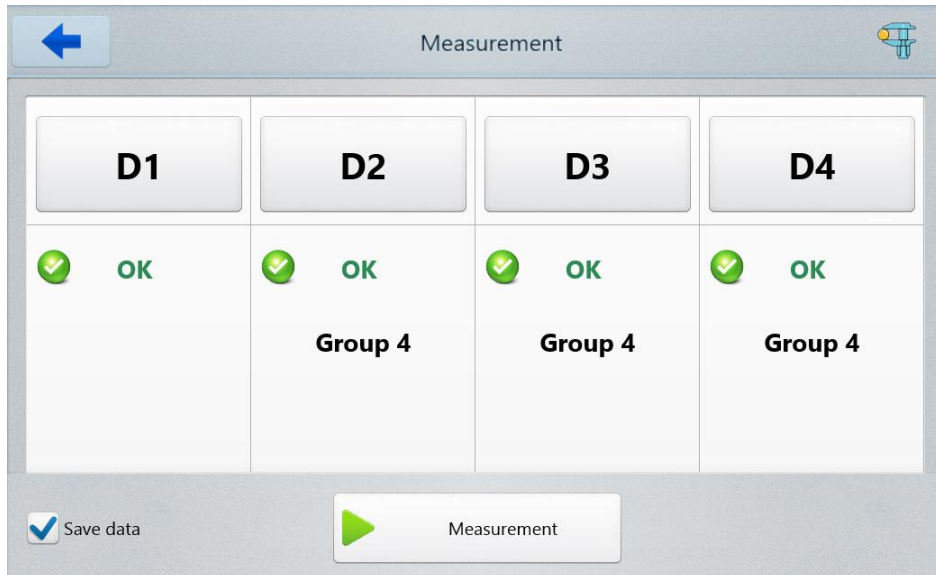 Measurement
D1 D2 D3 D4
OK OK OK OK
Group 4 Group 4 Group 4
Save data
Measurement